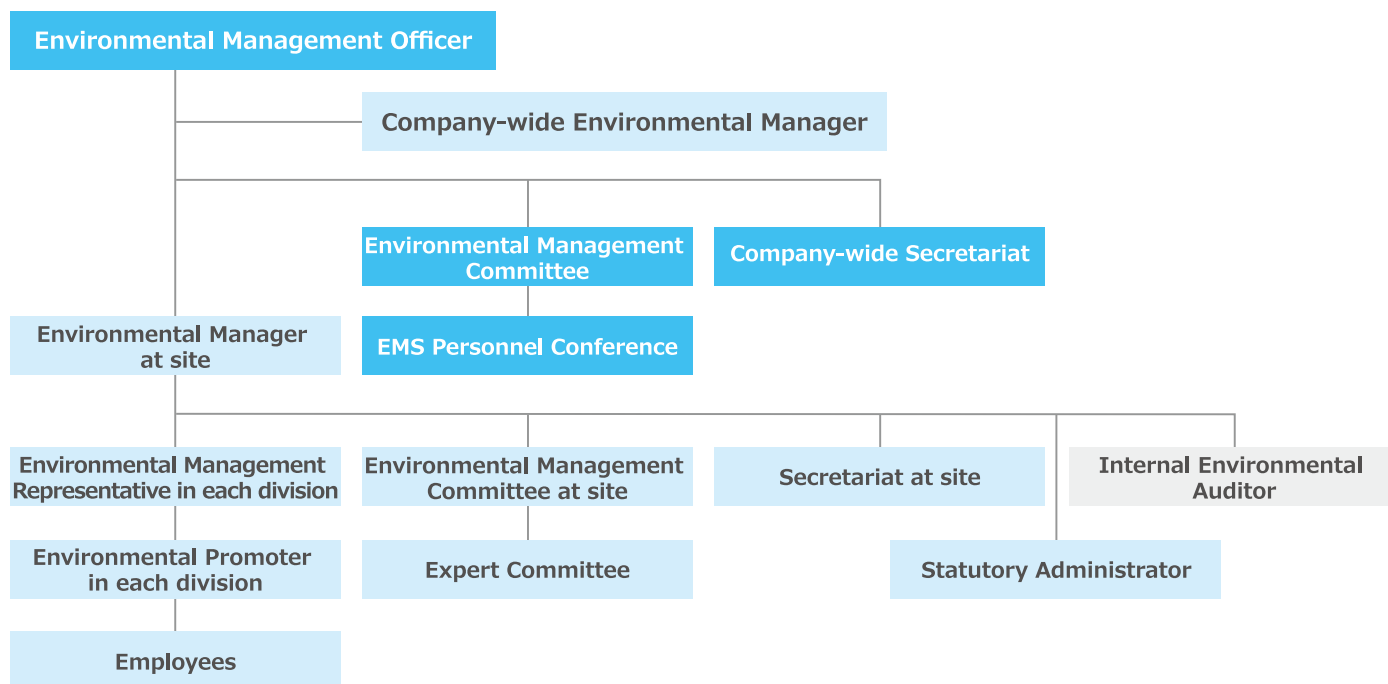 Environmental Management Officer
Company-wide Environmental Manager
Environmental Management
Committee
Company-wide Secretariat
Environmental Manager
at site
EMS Personnel Conference
Environmental Management
Representative in each division
Environmental Management
Committee at site
Secretariat at site
Internal Environmental
Auditor
Environmental Promoter
in each division
Expert Committee
Statutory Administrator
Employees